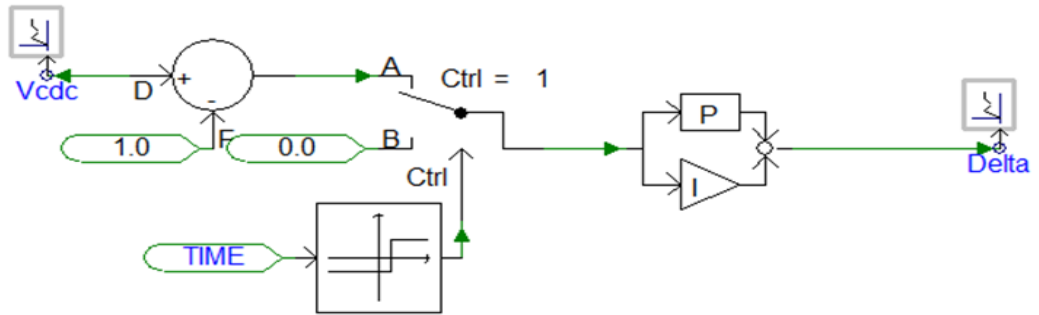 A
Ctrl = 1
Vcdc
D
+
-
P
1.0
F
0.0
B
Delta
Ctrl
I
TIME